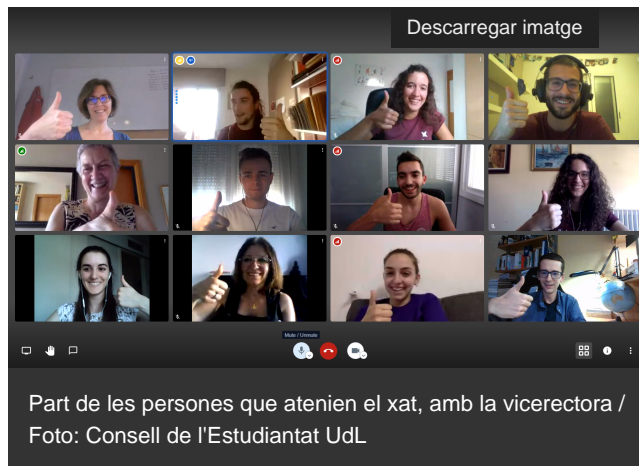 Descarregar imatge
Mute / Unmute
Part de les persones que atenien el xat, amb la vicerectora /
Foto: Consell de l'Estudiantat UdL